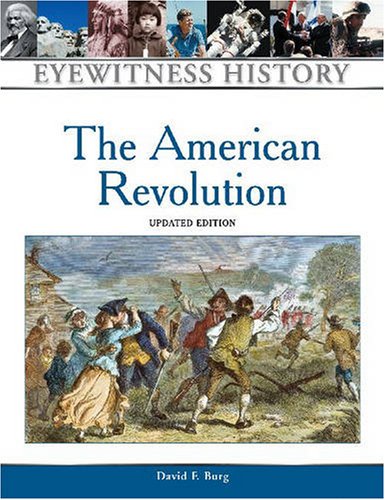 EYEWITNESS HISTORY
The American
Revolution
UPDATED EDITION
David F. Burg